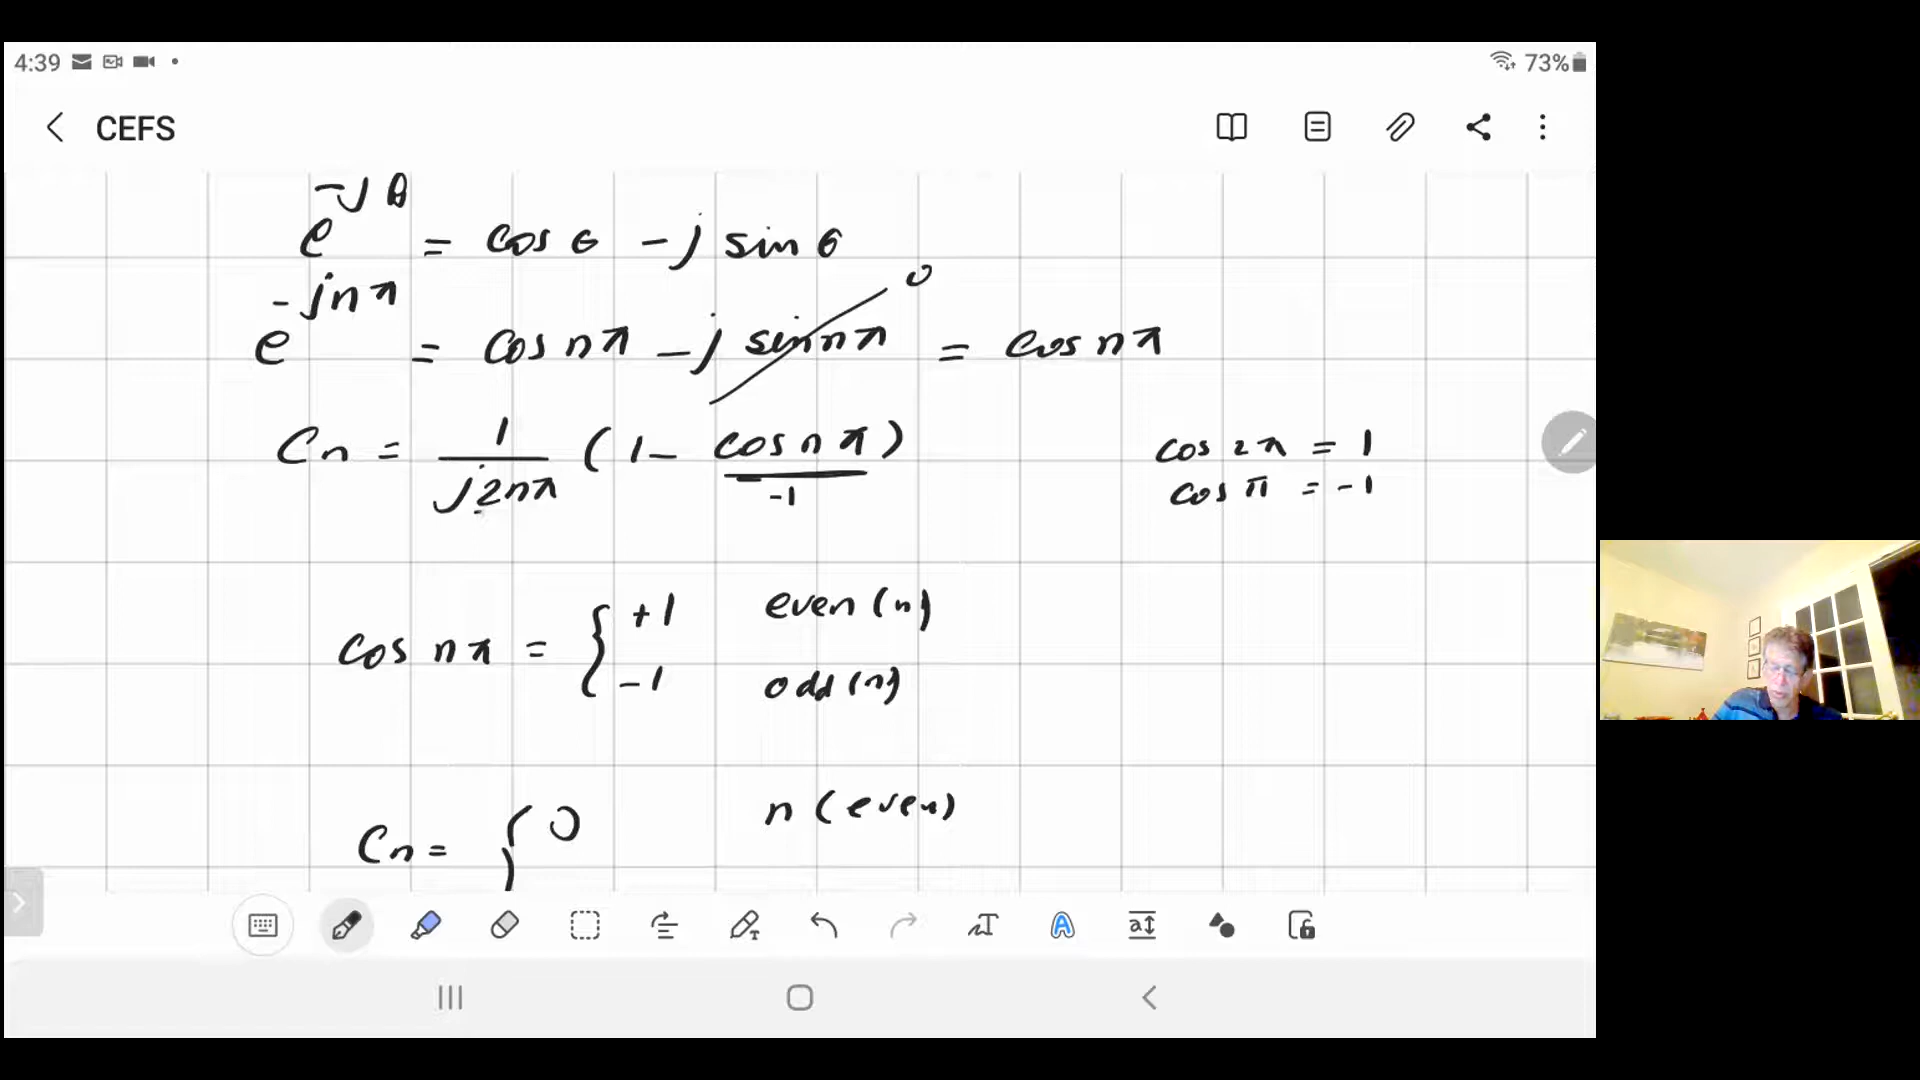 4:39
73%
CEFS
e^{-jθ} = cos θ - j sin θ
e^{-jnπ} = cos nπ - j sin nπ 0 = cos nπ
Cn = 1/(j2nπ) (1 - cos nπ)
-1
cos 2π = 1
cos π = -1
cos nπ = { +1 even (n)
-1 odd (n)
Cn = { 0 n (even)